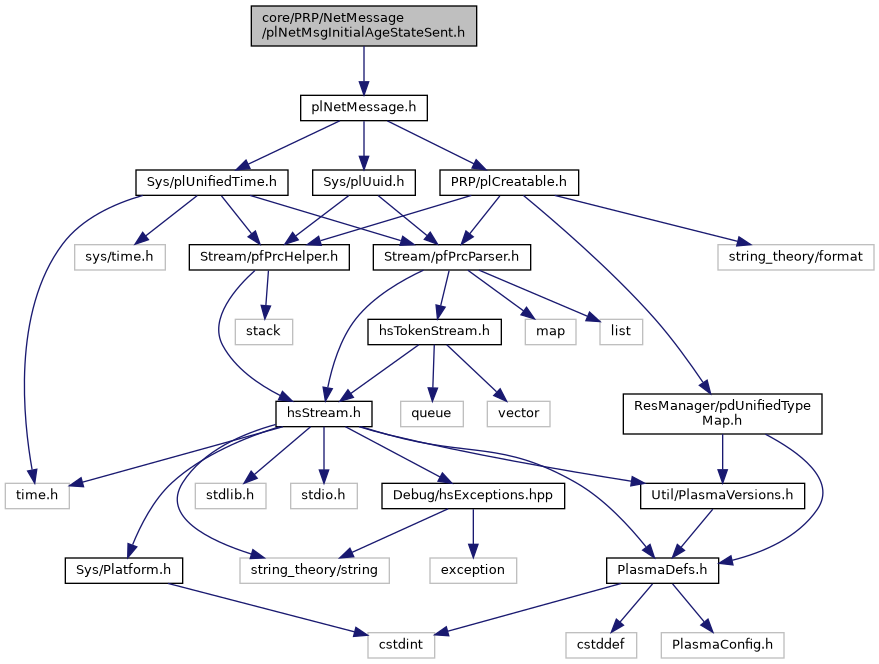 core/PRP/NetMessage
/plNetMsgInitialAgeStateSent.h
plNetMessage.h
Sys/plUnifiedTime.h
Sys/plUuid.h
PRP/plCreatable.h
sys/time.h
Stream/pfPrcHelper.h
Stream/pfPrcParser.h
string_theory/format
stack
hsTokenStream.h
map
list
hsStream.h
queue
vector
ResManager/pdUnifiedType
Map.h
time.h
stdlib.h
stdio.h
Debug/hsExceptions.hpp
Util/PlasmaVersions.h
Sys/Platform.h
string_theory/string
exception
PlasmaDefs.h
cstdint
cstddef
PlasmaConfig.h